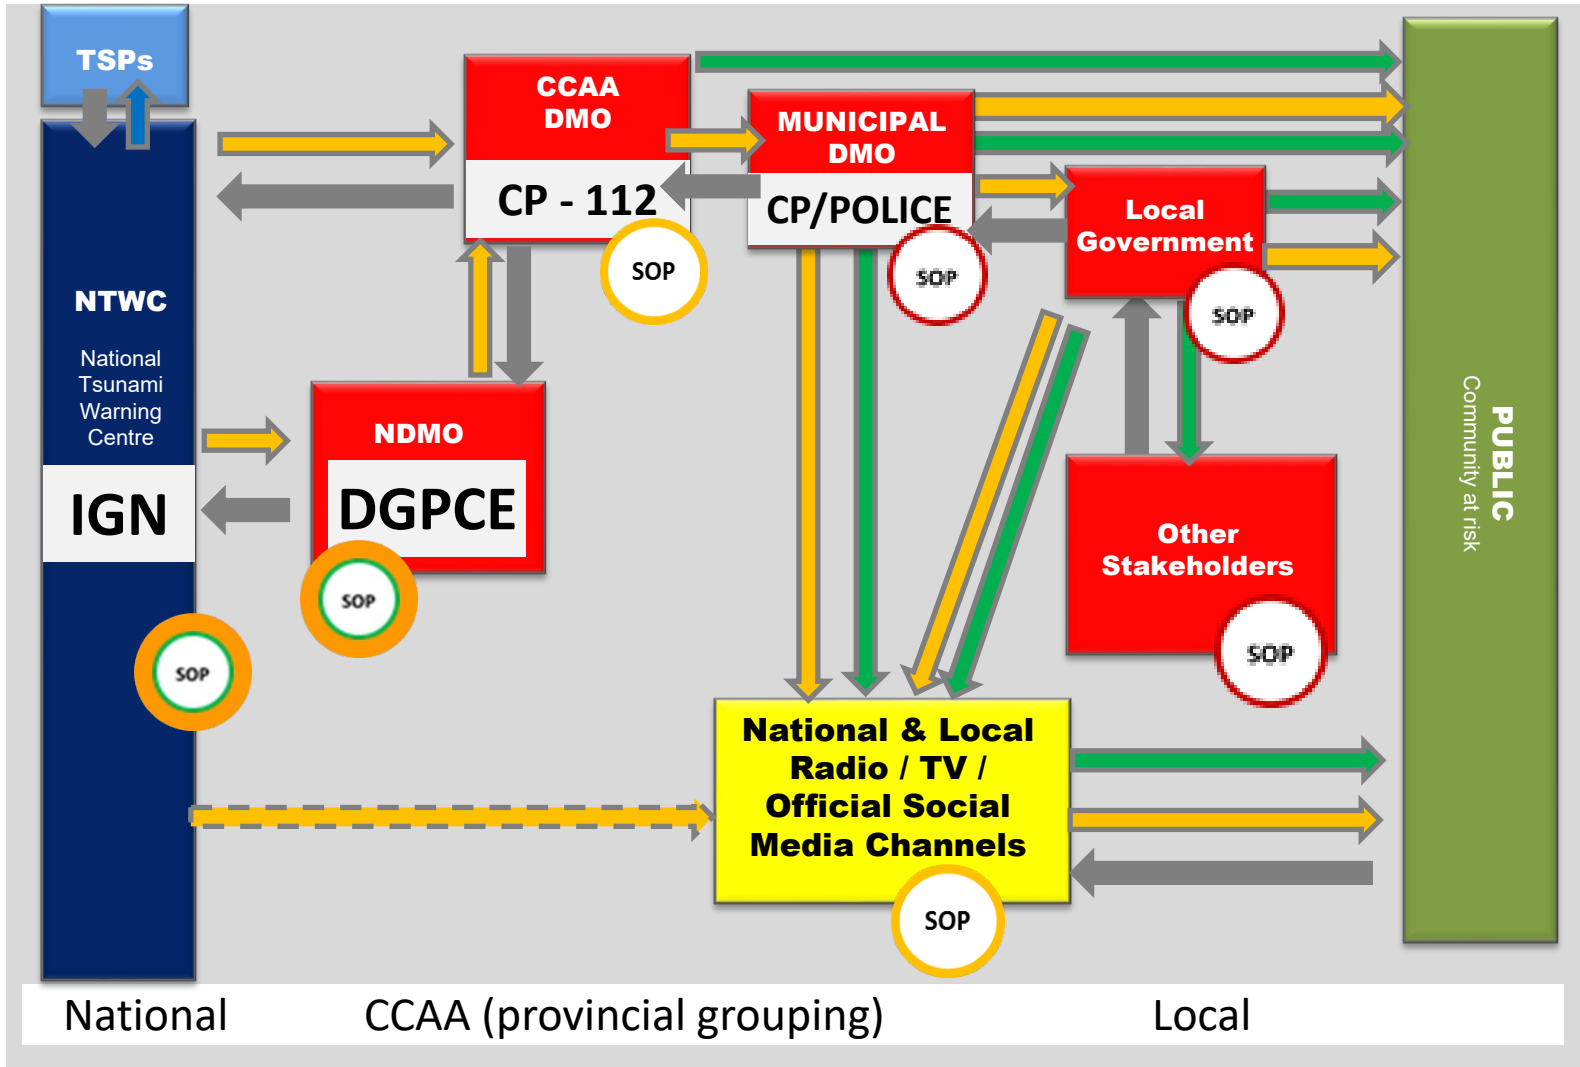 TSPs
NTWC
National
Tsunami
Warning
Centre
IGN
SOP
CCAA
DMO
CP - 112
SOP
NDMO
DGPCE
SOP
MUNICIPAL
DMO
CP/POLICE
SOP
Local
Government
SOP
Other
Stakeholders
SOP
National & Local
Radio / TV /
Official Social
Media Channels
SOP
PUBLIC
Community at risk
National
CCAA (provincial grouping)
Local